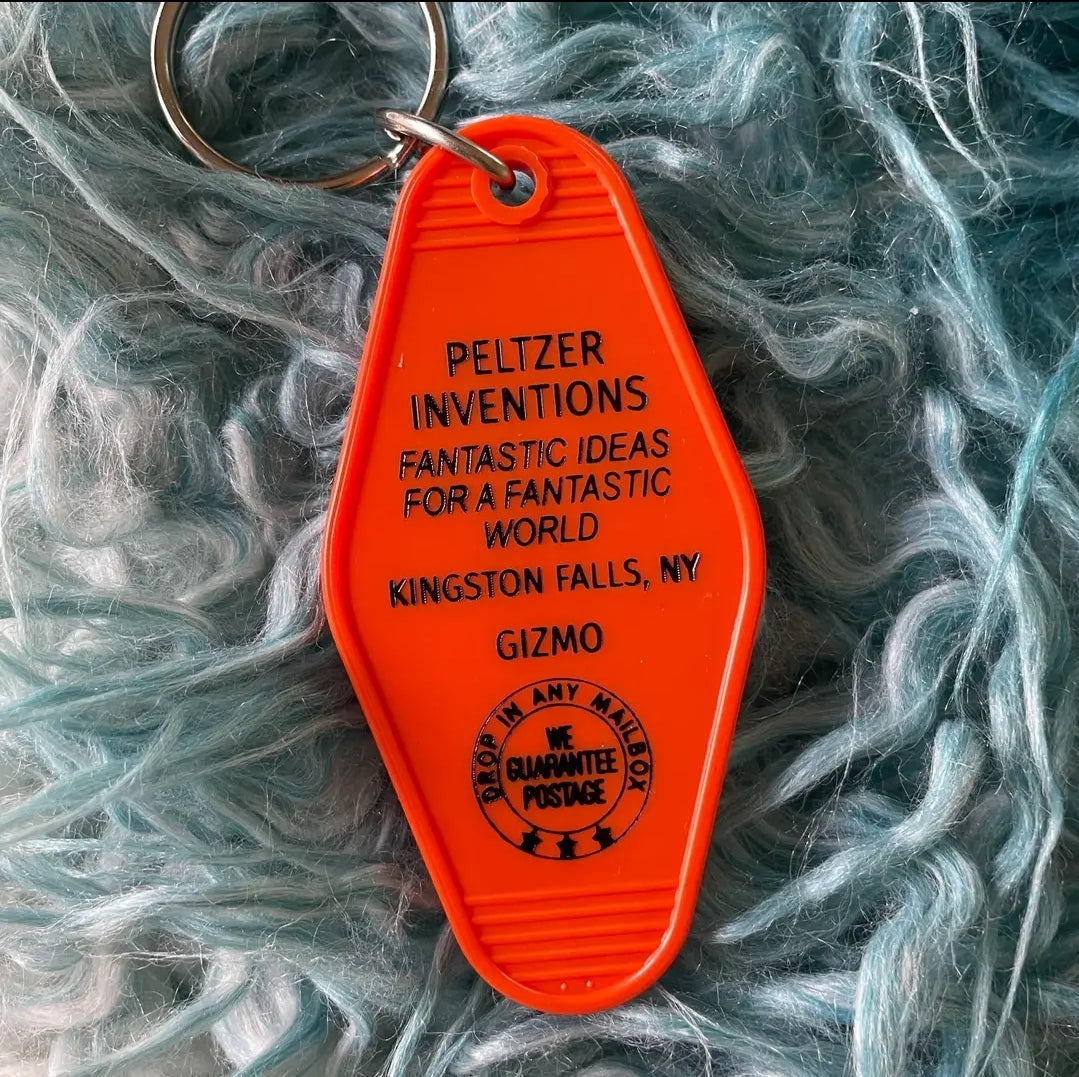 PELTZER
INVENTIONS
FANTASTIC IDEAS
FOR A FANTASTIC
WORLD
KINGSTON FALLS, NY
GIZMO
DROP IN ANY MAILBOX
WE
GUARANTEE
POSTAGE